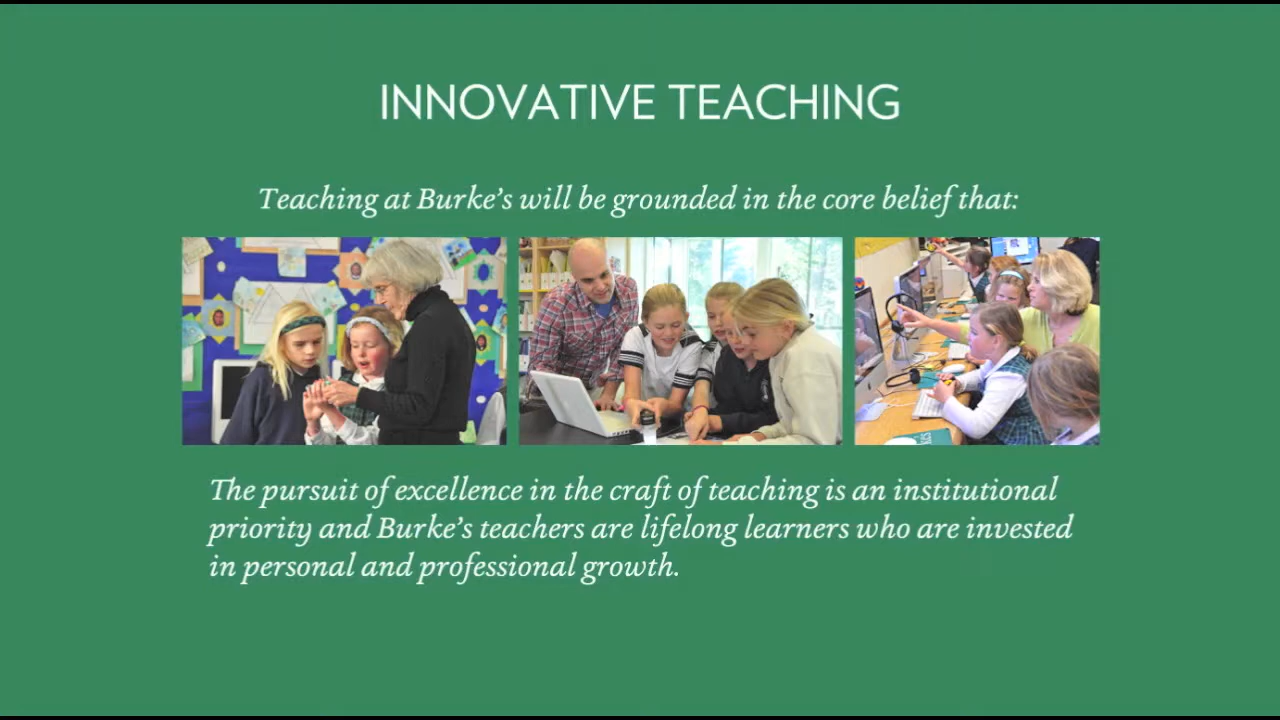 INNOVATIVE TEACHING
Teaching at Burke’s will be grounded in the core belief that:
The pursuit of excellence in the craft of teaching is an institutional
priority and Burke’s teachers are lifelong learners who are invested
in personal and professional growth.